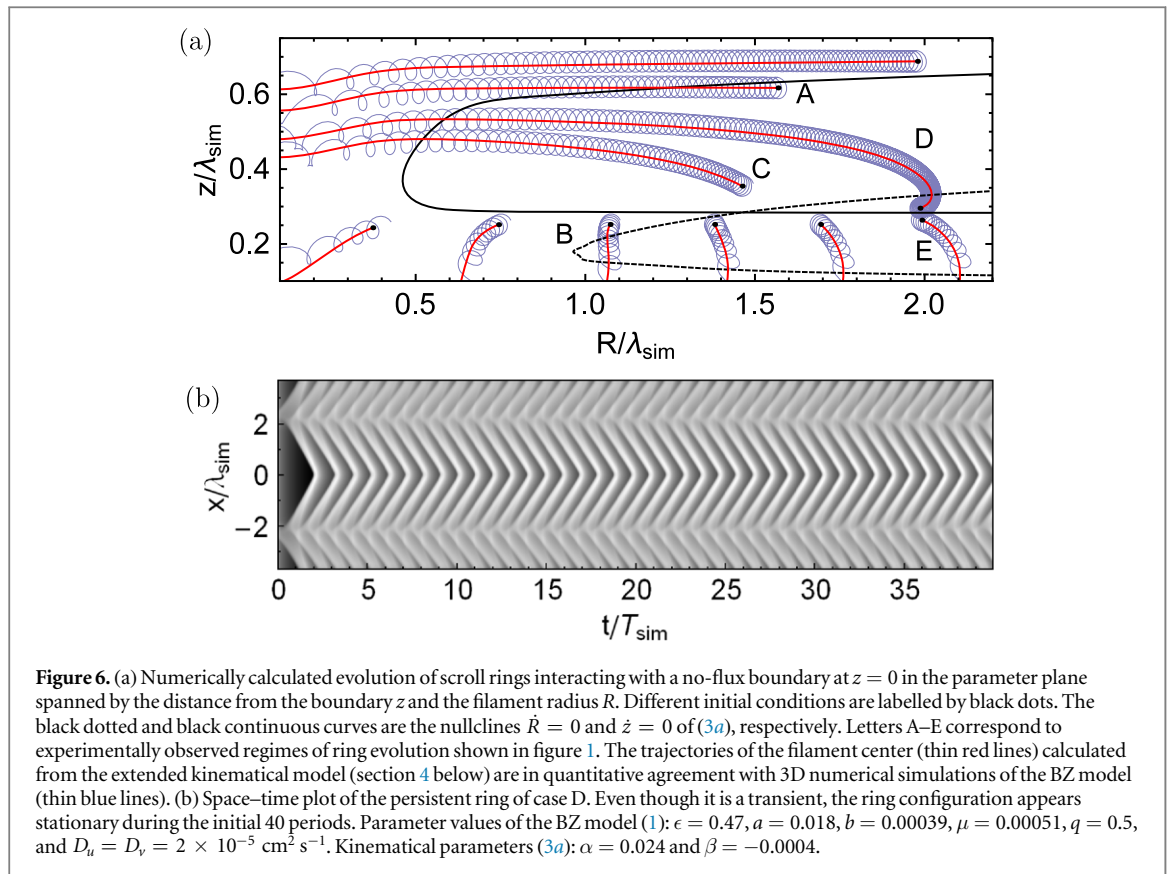 (a)
z/λsim
0.6
0.4
0.2
A
D
C
B
E
0.5
1.0
1.5
2.0
R/λsim
(b)
x/λsim
2
0
−2
0
5
10
15
20
25
30
35
t/Tsim
Figure 6. (a) Numerically calculated evolution of scroll rings interacting with a no-flux boundary at z = 0 in the parameter plane
spanned by the distance from the boundary z and the filament radius R. Different initial conditions are labelled by black dots. The
black dotted and black continuous curves are the nullclines Ṙ = 0 and ż = 0 of (3a), respectively. Letters A–E correspond to
experimentally observed regimes of ring evolution shown in figure 1. The trajectories of the filament center (thin red lines) calculated
from the extended kinematical model (section 4 below) are in quantitative agreement with 3D numerical simulations of the BZ model
(thin blue lines). (b) Space–time plot of the persistent ring of case D. Even though it is a transient, the ring configuration appears
stationary during the initial 40 periods. Parameter values of the BZ model (1): ϵ = 0.47, a = 0.018, b = 0.00039, μ = 0.00051, q = 0.5,
and Du = Dv = 2 × 10⁻⁵ cm² s⁻¹. Kinematical parameters (3a): α = 0.024 and β = −0.0004.